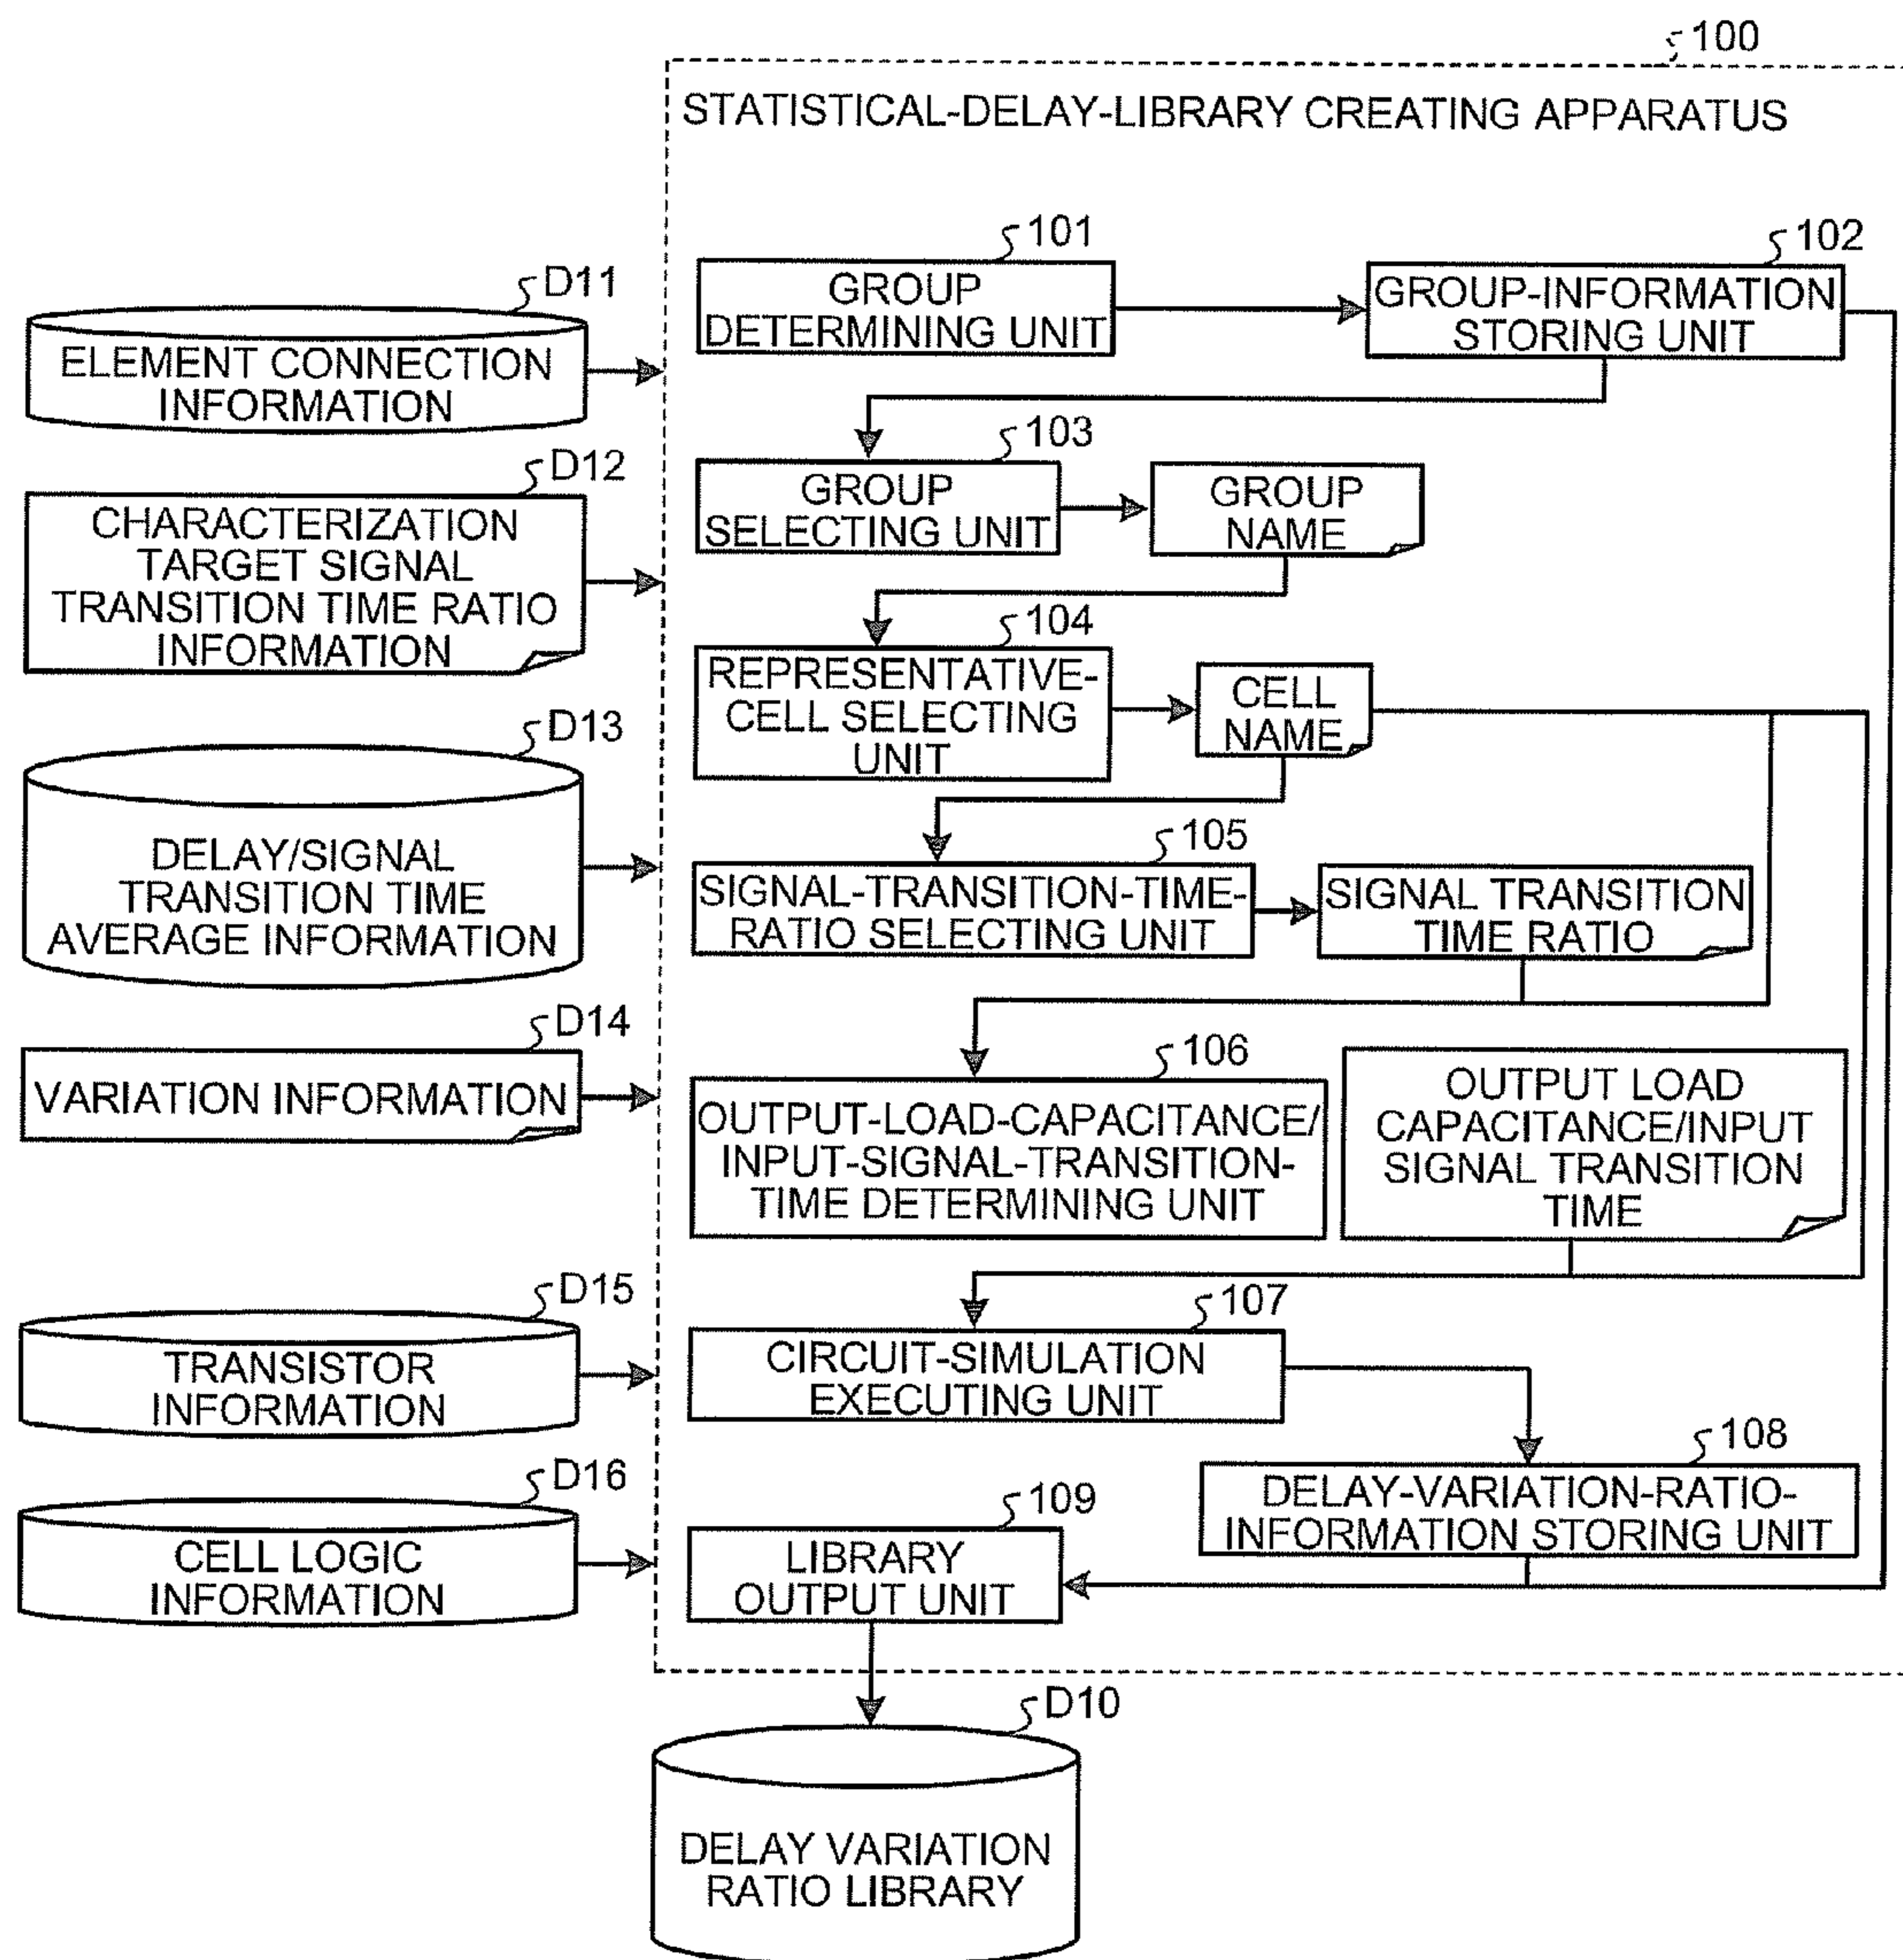 100
STATISTICAL-DELAY-LIBRARY CREATING APPARATUS
D11
ELEMENT CONNECTION
INFORMATION
D12
CHARACTERIZATION
TARGET SIGNAL
TRANSITION TIME RATIO
INFORMATION
D13
DELAY/SIGNAL
TRANSITION TIME
AVERAGE INFORMATION
D14
VARIATION INFORMATION
D15
TRANSISTOR
INFORMATION
D16
CELL LOGIC
INFORMATION
101
GROUP
DETERMINING UNIT
102
GROUP-INFORMATION
STORING UNIT
103
GROUP
SELECTING UNIT
GROUP
NAME
104
REPRESENTATIVE-
CELL SELECTING
UNIT
CELL
NAME
105
SIGNAL-TRANSITION-TIME-
RATIO SELECTING UNIT
SIGNAL TRANSITION
TIME RATIO
106
OUTPUT-LOAD-CAPACITANCE/
INPUT-SIGNAL-TRANSITION-
TIME DETERMINING UNIT
OUTPUT LOAD
CAPACITANCE/INPUT
SIGNAL TRANSITION
TIME
107
CIRCUIT-SIMULATION
EXECUTING UNIT
108
DELAY-VARIATION-RATIO-
INFORMATION STORING UNIT
109
LIBRARY
OUTPUT UNIT
D10
DELAY VARIATION
RATIO LIBRARY